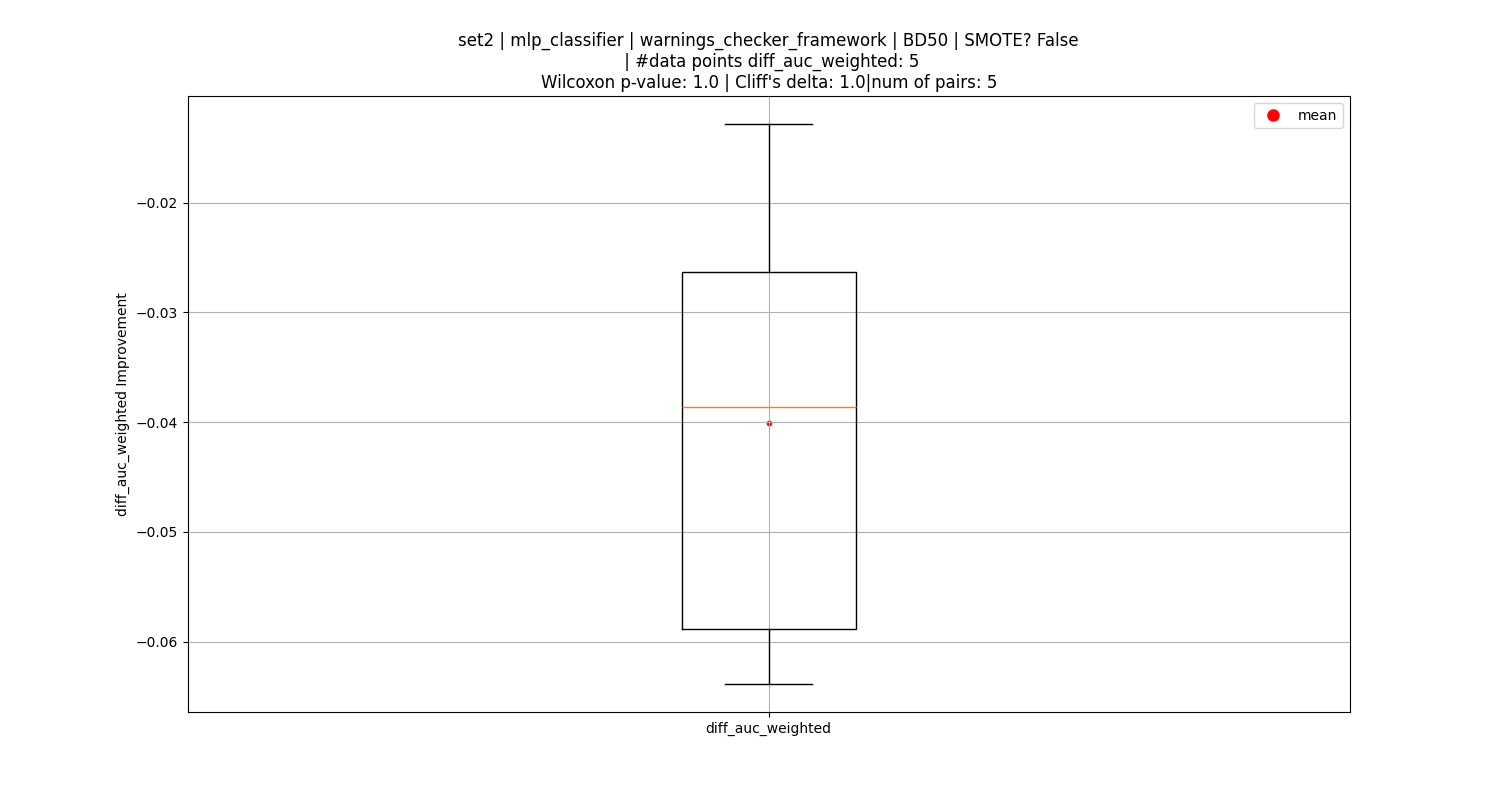 set2 | mlp_classifier | warnings_checker_framework | BD50 | SMOTE? False
| #data points diff_auc_weighted: 5
Wilcoxon p-value: 1.0 | Cliff's delta: 1.0|num of pairs: 5
mean
−0.02
−0.03
−0.04
−0.05
−0.06
diff_auc_weighted Improvement
diff_auc_weighted